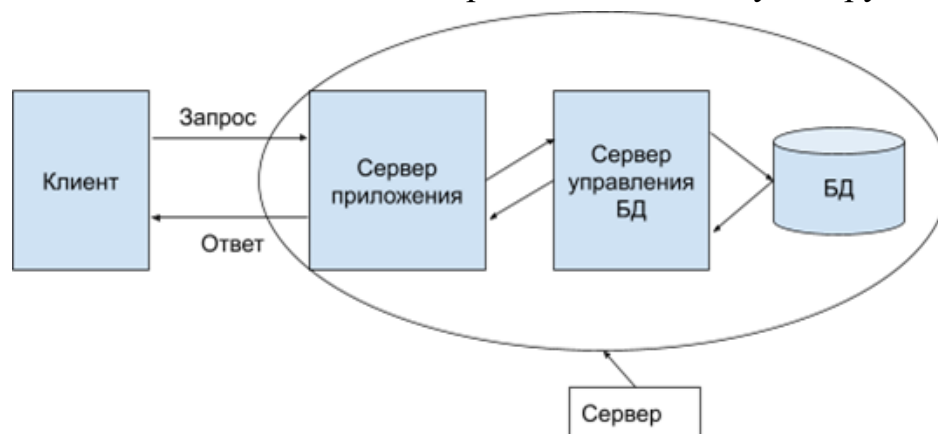 Запрос
Клиент
Ответ
Сервер
приложения
Сервер
управления
БД
БД
Сервер